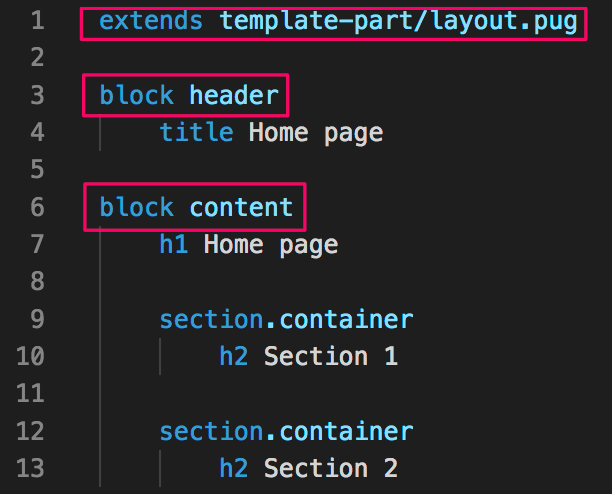 1 extends template-part/layout.pug
2
3 block header
4 title Home page
5
6 block content
7 h1 Home page
8
9 section.container
10 h2 Section 1
11
12 section.container
13 h2 Section 2